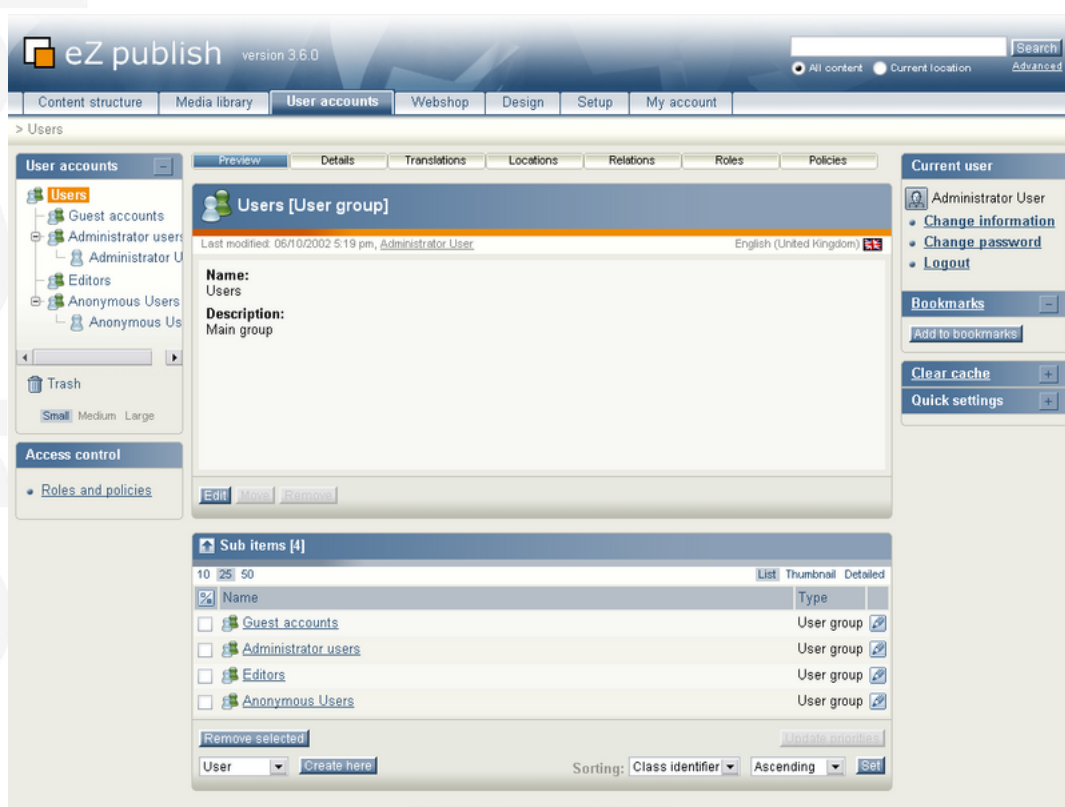 eZ publish version 3.6.0
Search
All content Current location Advanced
Content structure Media library User accounts Webshop Design Setup My account
> Users
User accounts
Users
Guest accounts
Administrator users
Administrator U
Editors
Anonymous Users
Anonymous Us
Trash
Small Medium Large
Access control
Roles and policies
Preview Details Translations Locations Relations Roles Policies
Users [User group]
Last modified: 06/10/2002 5:19 pm, Administrator User English (United Kingdom)
Name:
Users
Description:
Main group
Edit Move Remove
Sub items [4]
10 25 50 List Thumbnail Detailed
Name Type
Guest accounts User group
Administrator users User group
Editors User group
Anonymous Users User group
Remove selected Update priorities
User Create here Sorting: Class identifier Ascending Set
Current user
Administrator User
Change information
Change password
Logout
Bookmarks
Add to bookmarks
Clear cache
Quick settings